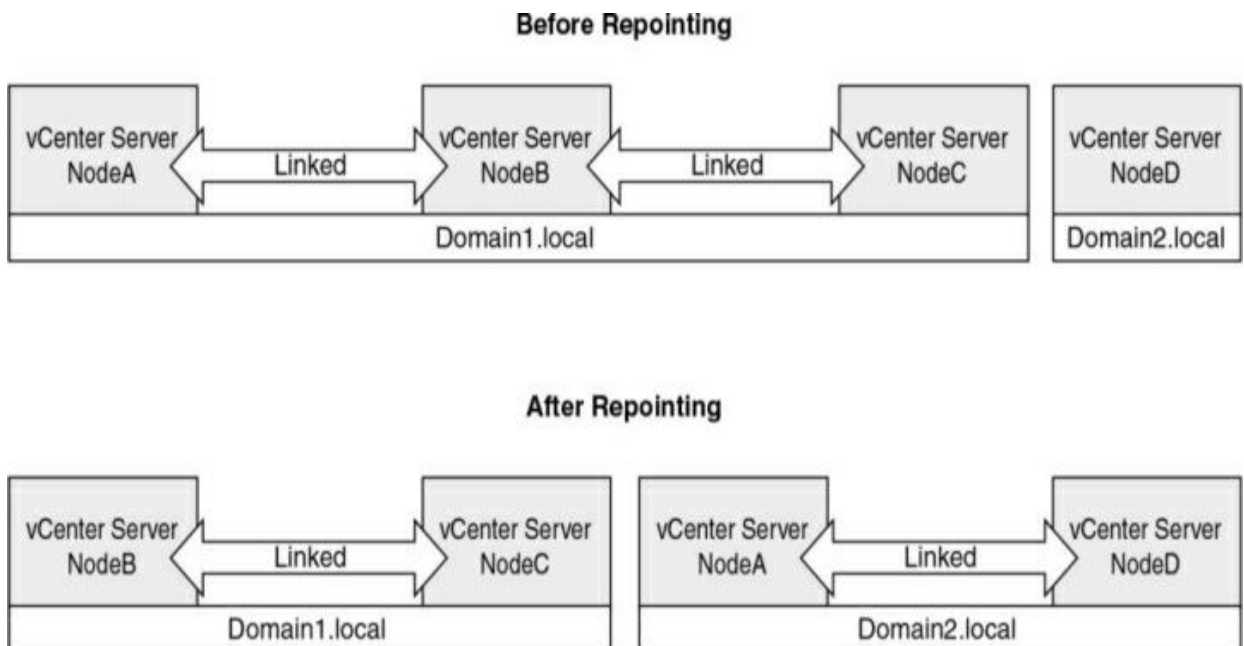 Before Repointing
vCenter Server
NodeA
Linked
vCenter Server
NodeB
Linked
vCenter Server
NodeC
vCenter Server
NodeD
Domain1.local
Domain2.local
After Repointing
vCenter Server
NodeB
Linked
vCenter Server
NodeC
vCenter Server
NodeA
Linked
vCenter Server
NodeD
Domain1.local
Domain2.local